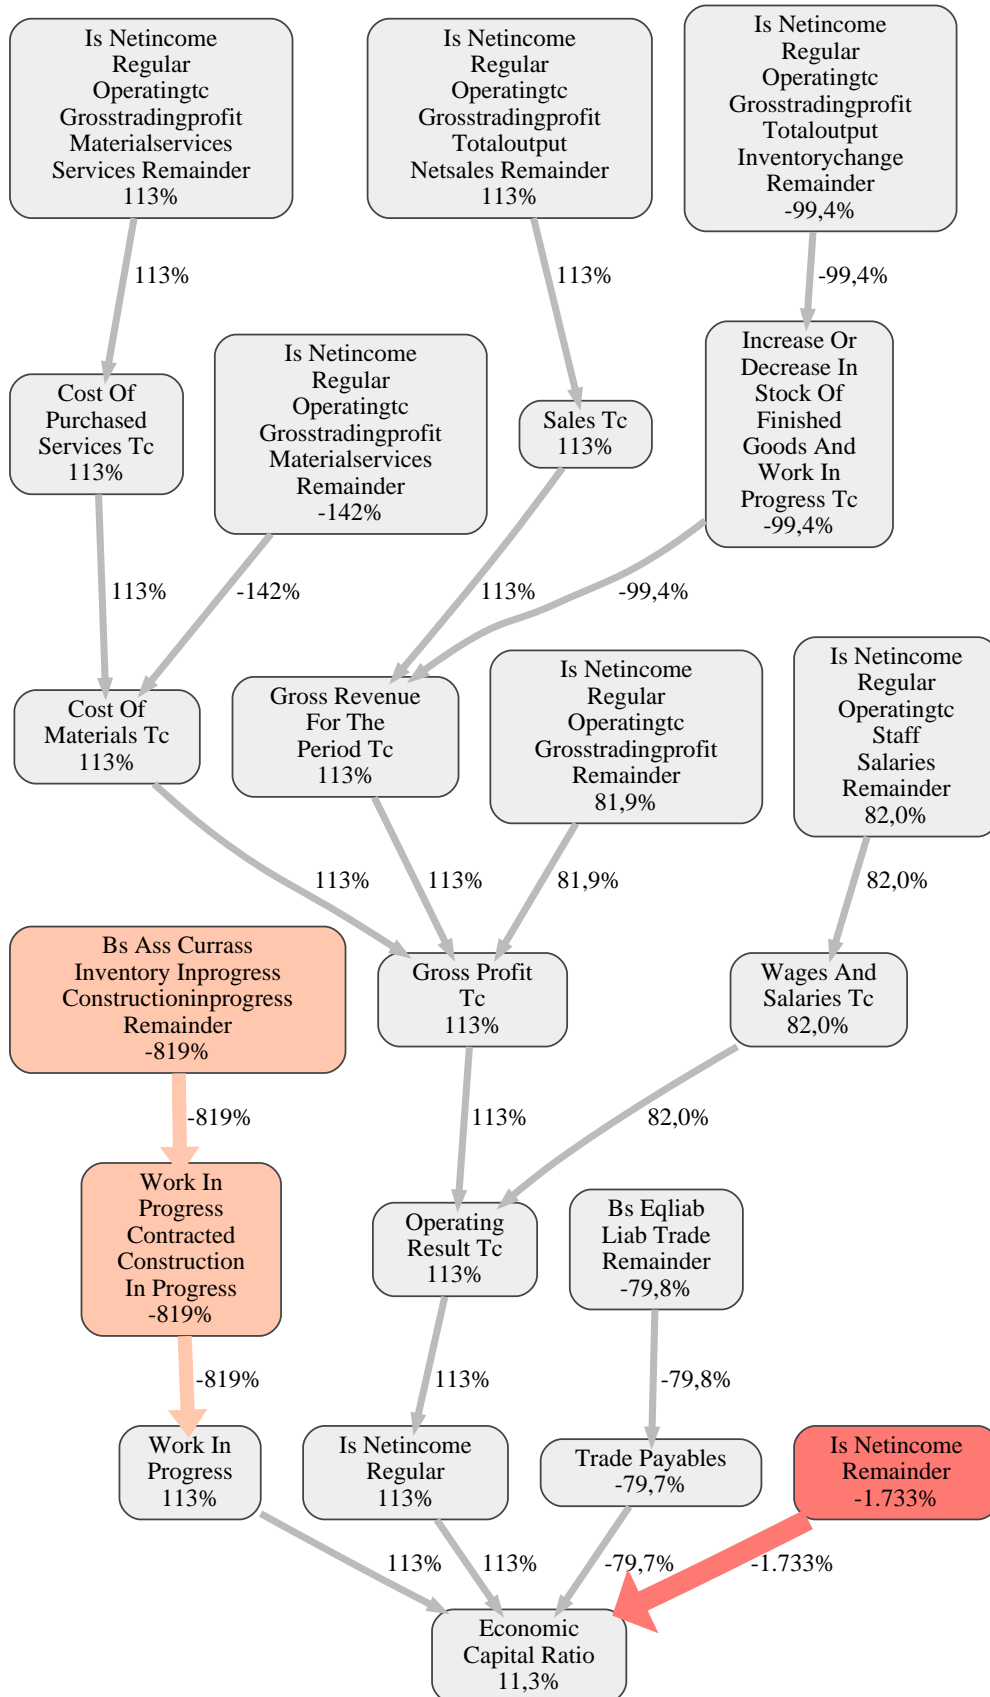 Is Netincome
Regular
Operatingtc
Grosstradingprofit
Materialservices
Services Remainder
113%
Is Netincome
Regular
Operatingtc
Grosstradingprofit
Totaloutput
Netsales Remainder
113%
Is Netincome
Regular
Operatingtc
Grosstradingprofit
Totaloutput
Inventorychange
Remainder
-99,4%
113%
113%
-99,4%
Cost Of
Purchased
Services Tc
113%
Is Netincome
Regular
Operatingtc
Grosstradingprofit
Materialservices
Remainder
-142%
Sales Tc
113%
Increase Or
Decrease In
Stock Of
Finished
Goods And
Work In
Progress Tc
-99,4%
113%
-142%
113%
-99,4%
Cost Of
Materials Tc
113%
Gross Revenue
For The
Period Tc
113%
Is Netincome
Regular
Operatingtc
Grosstradingprofit
Remainder
81,9%
Is Netincome
Regular
Operatingtc
Staff
Salaries
Remainder
82,0%
113%
113%
81,9%
82,0%
Bs Ass Currass
Inventory Inprogress
Constructioninprogress
Remainder
-819%
Gross Profit
Tc
113%
Wages And
Salaries Tc
82,0%
-819%
113%
82,0%
Work In
Progress
Contracted
Construction
In Progress
-819%
Operating
Result Tc
113%
Bs Eqliab
Liab Trade
Remainder
-79,8%
-819%
113%
-79,8%
Work In
Progress
113%
Is Netincome
Regular
113%
Trade Payables
-79,7%
Is Netincome
Remainder
-1.733%
113%
113%
-79,7%
-1.733%
Economic
Capital Ratio
11,3%